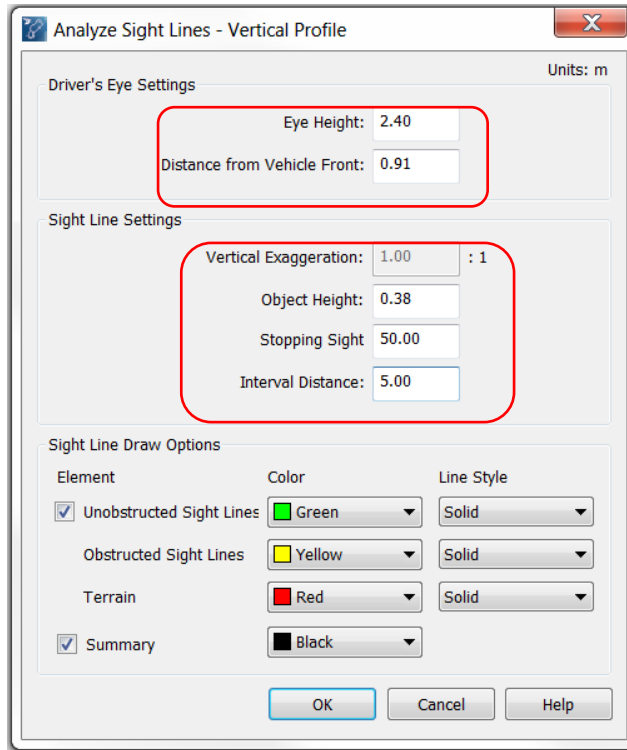 Analyze Sight Lines - Vertical Profile
Units: m
Driver's Eye Settings
Eye Height: 2.40
Distance from Vehicle Front: 0.91
Sight Line Settings
Vertical Exaggeration: 1.00 : 1
Object Height: 0.38
Stopping Sight 50.00
Interval Distance: 5.00
Sight Line Draw Options
Element Color Line Style
Unobstructed Sight Lines Green Solid
Obstructed Sight Lines Yellow Solid
Terrain Red Solid
Summary Black
OK Cancel Help